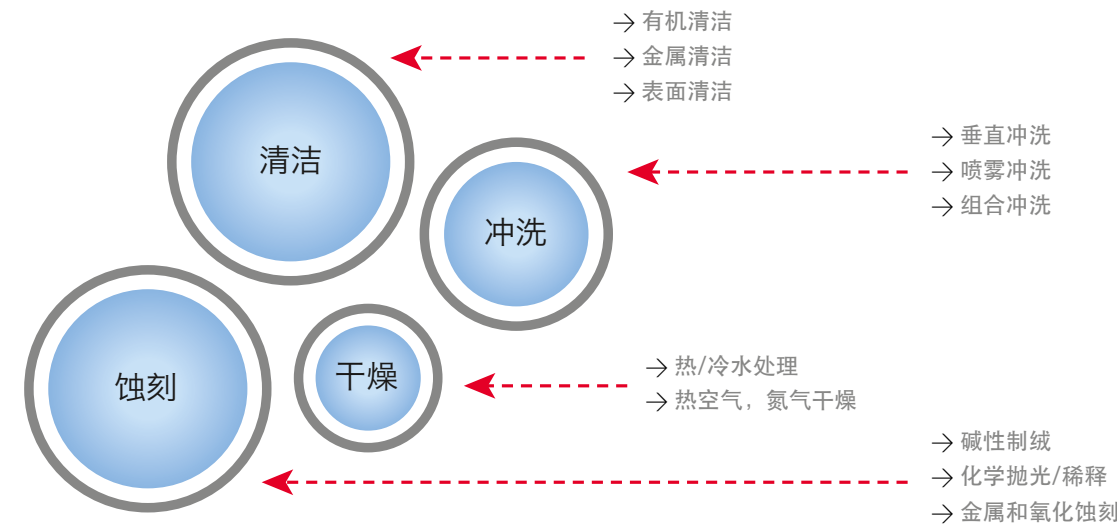 → 有机清洁
→ 金属清洁
→ 表面清洁
清洁
→ 垂直冲洗
→ 喷雾冲洗
→ 组合冲洗
冲洗
蚀刻
干燥
→ 热/冷水处理
→ 热空气，氮气干燥
→ 碱性制绒
→ 化学抛光/稀释
→ 金属和氧化蚀刻